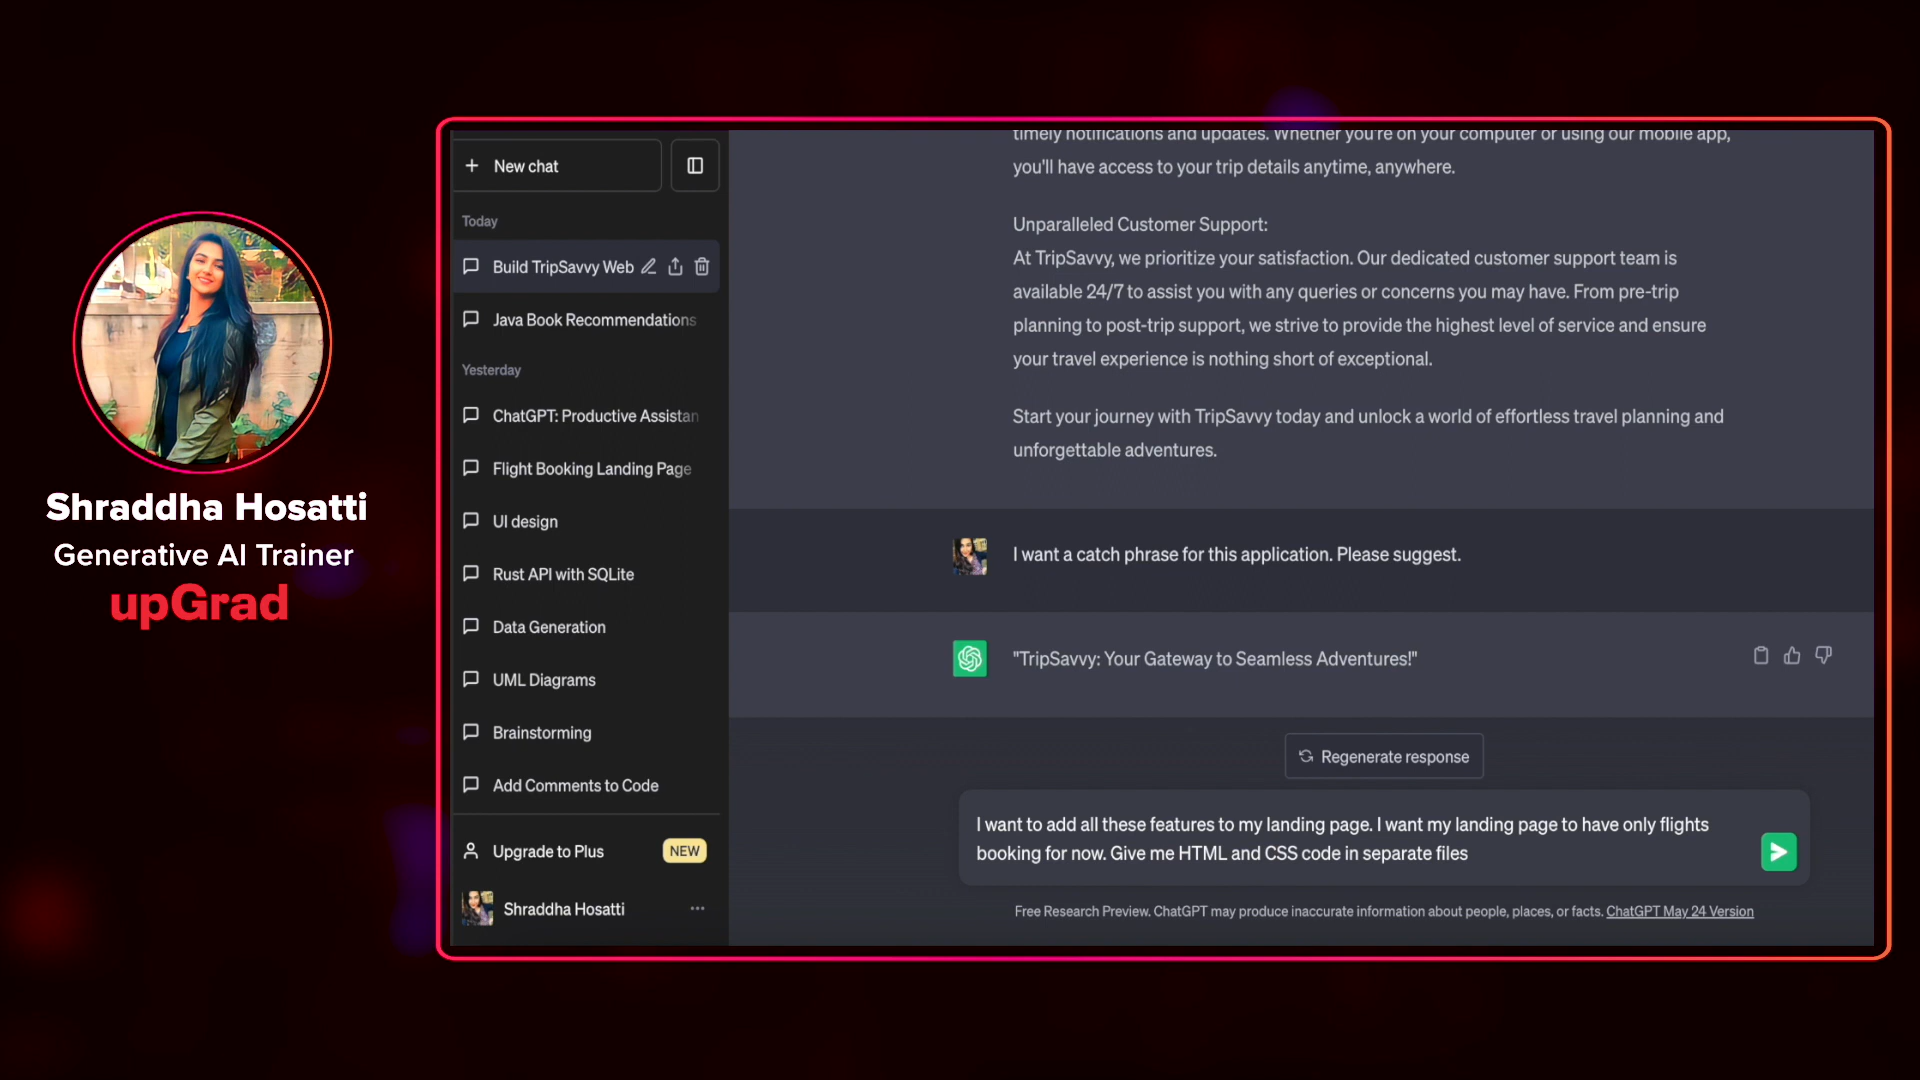 Shraddha Hosatti
Generative AI Trainer
upGrad
+ New chat
Today
Build TripSavvy Web
Java Book Recommendations
Yesterday
ChatGPT: Productive Assistan
Flight Booking Landing Page
UI design
Rust API with SQLite
Data Generation
UML Diagrams
Brainstorming
Add Comments to Code
Upgrade to Plus NEW
Shraddha Hosatti ...
timely notifications and updates. Whether you're on your computer or using our mobile app,
you'll have access to your trip details anytime, anywhere.
Unparalleled Customer Support:
At TripSavvy, we prioritize your satisfaction. Our dedicated customer support team is
available 24/7 to assist you with any queries or concerns you may have. From pre-trip
planning to post-trip support, we strive to provide the highest level of service and ensure
your travel experience is nothing short of exceptional.
Start your journey with TripSavvy today and unlock a world of effortless travel planning and
unforgettable adventures.
I want a catch phrase for this application. Please suggest.
"TripSavvy: Your Gateway to Seamless Adventures!"
Regenerate response
I want to add all these features to my landing page. I want my landing page to have only flights
booking for now. Give me HTML and CSS code in separate files
Free Research Preview. ChatGPT may produce inaccurate information about people, places, or facts. ChatGPT May 24 Version